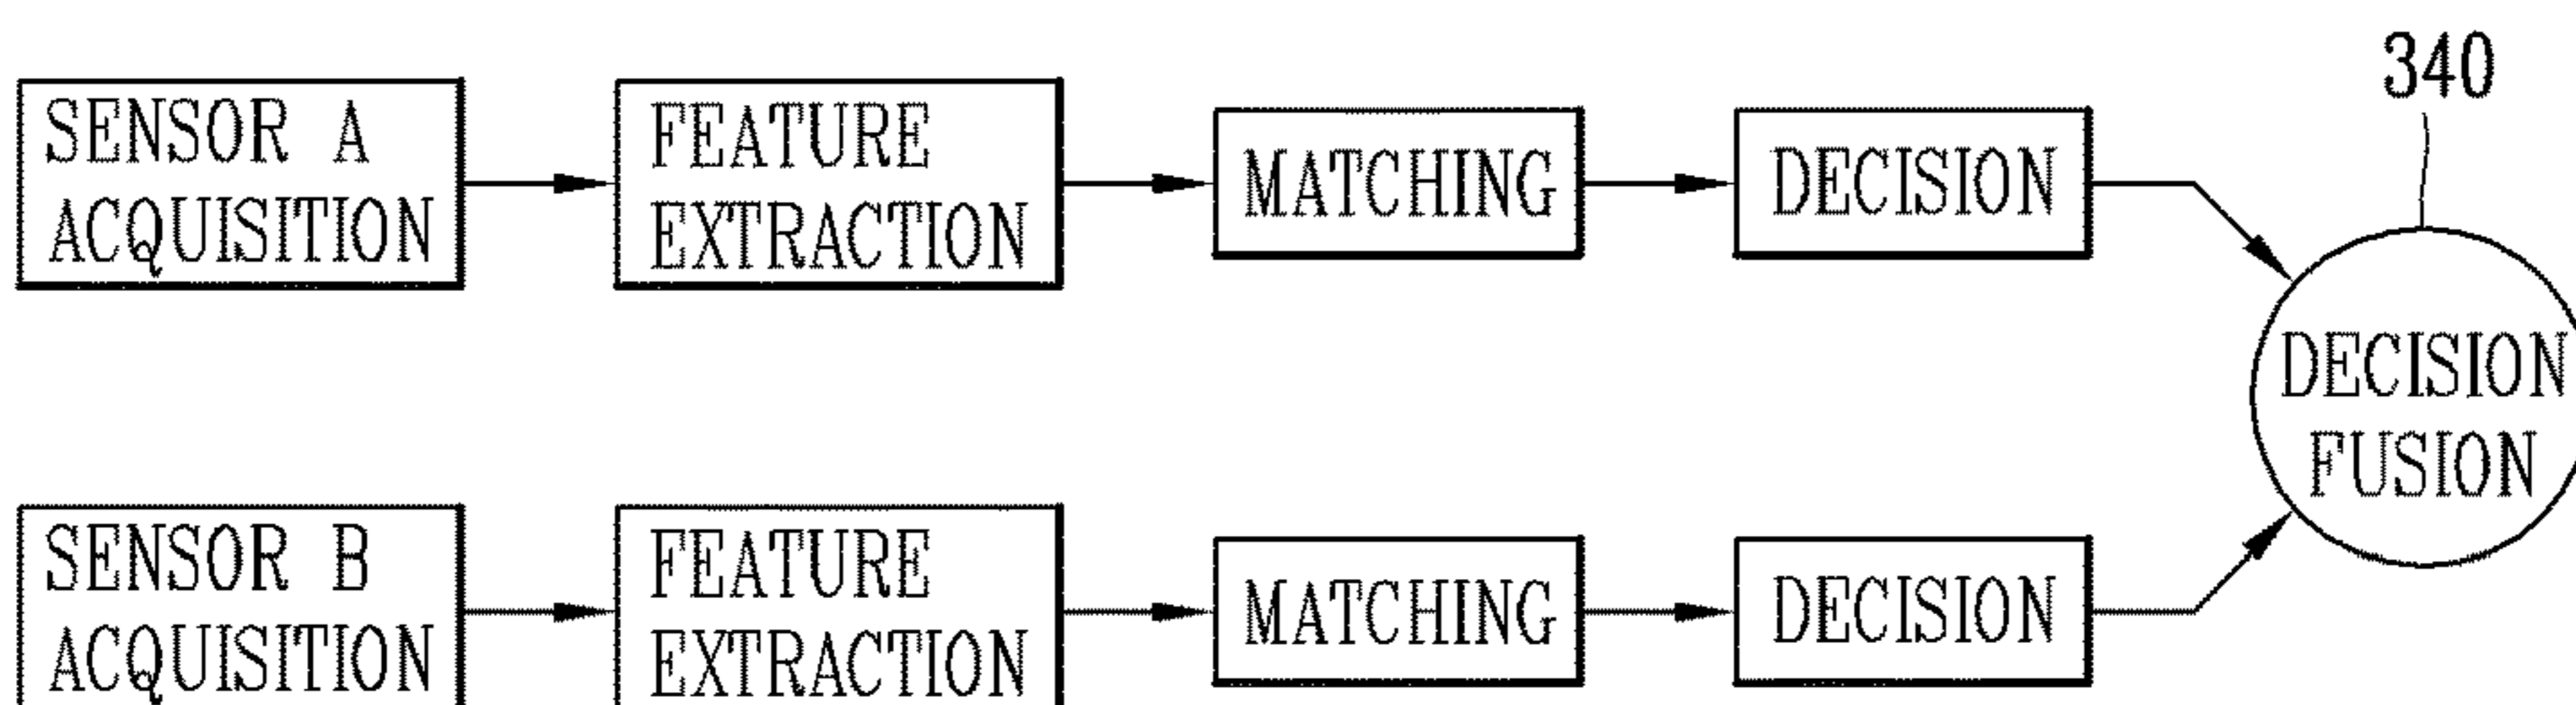 340
SENSOR A
ACQUISITION
FEATURE
EXTRACTION
MATCHING
DECISION
DECISION
FUSION
SENSOR B
ACQUISITION
FEATURE
EXTRACTION
MATCHING
DECISION